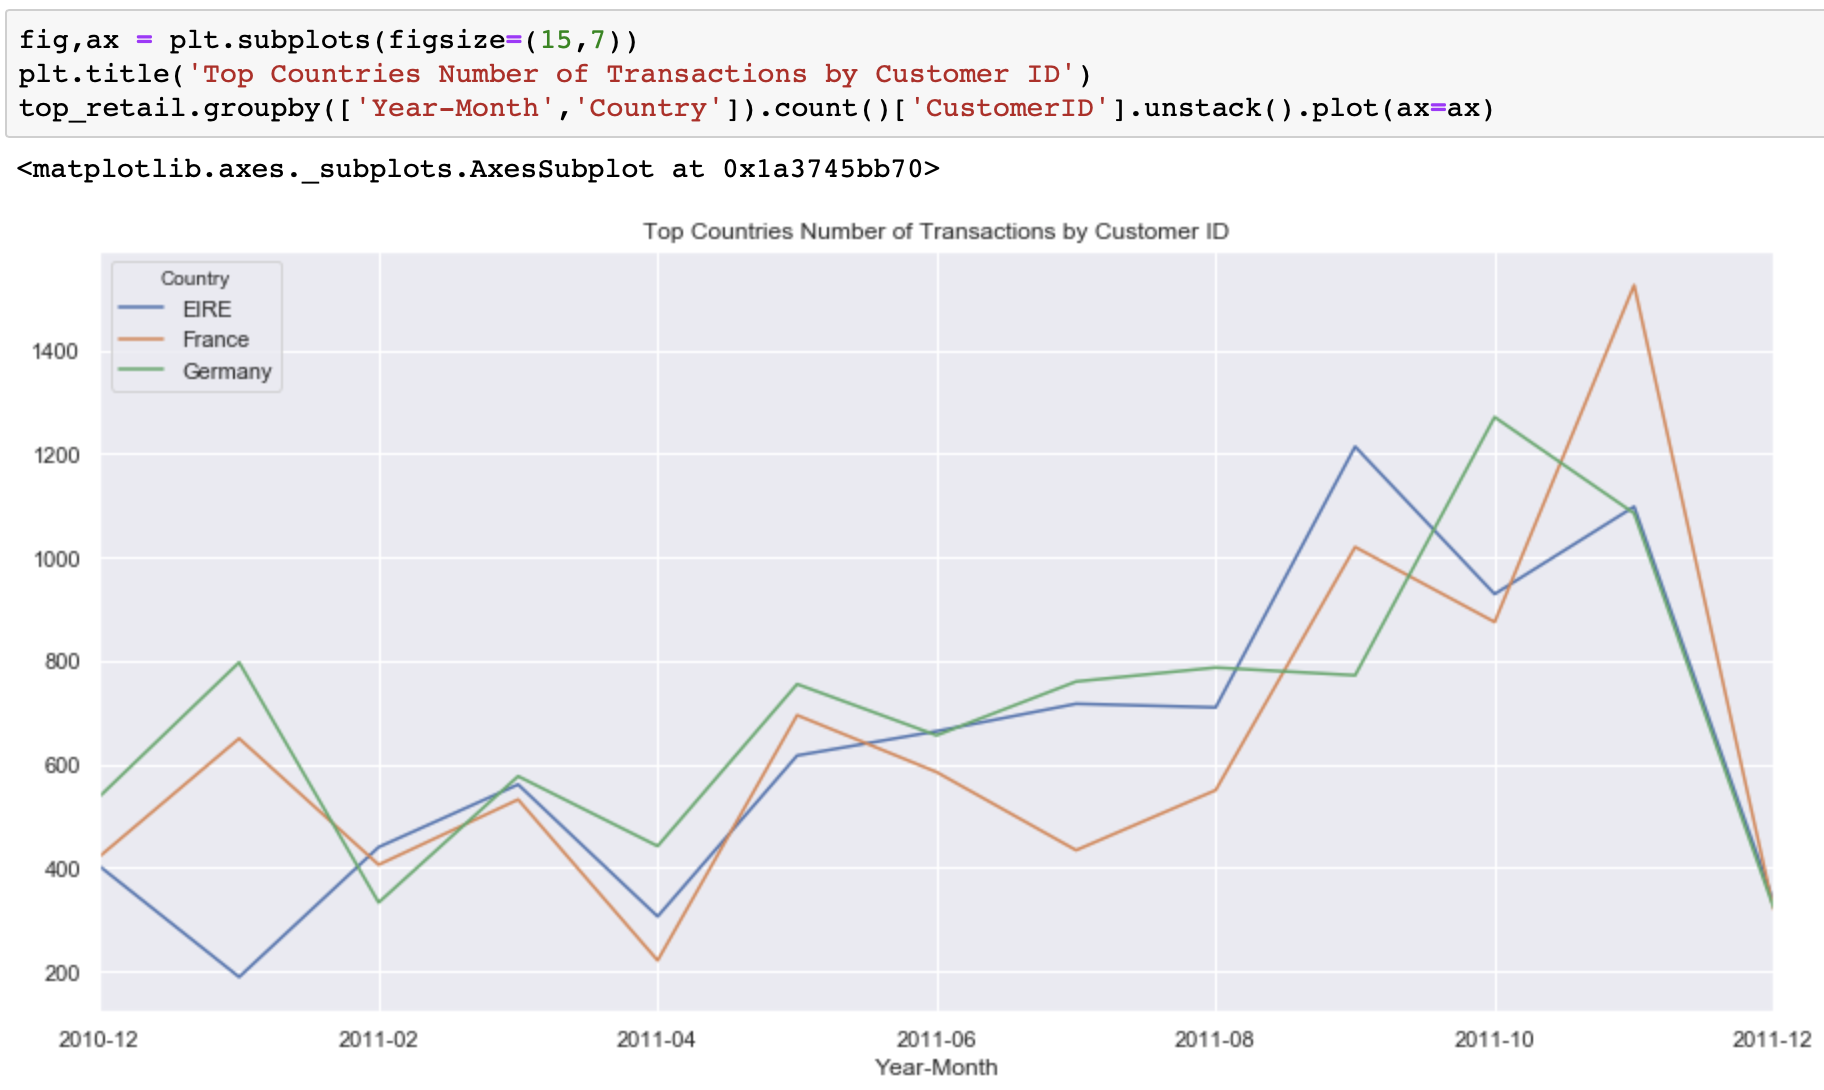 fig,ax = plt.subplots(figsize=(15,7))
plt.title('Top Countries Number of Transactions by Customer ID')
top_retail.groupby(['Year-Month','Country']).count()['CustomerID'].unstack().plot(ax=ax)
<matplotlib.axes._subplots.AxesSubplot at 0x1a3745bb70>
Top Countries Number of Transactions by Customer ID
Country
EIRE
France
Germany
1400
1200
1000
800
600
400
200
2010-12 2011-02 2011-04 2011-06 2011-08 2011-10 2011-12
Year-Month